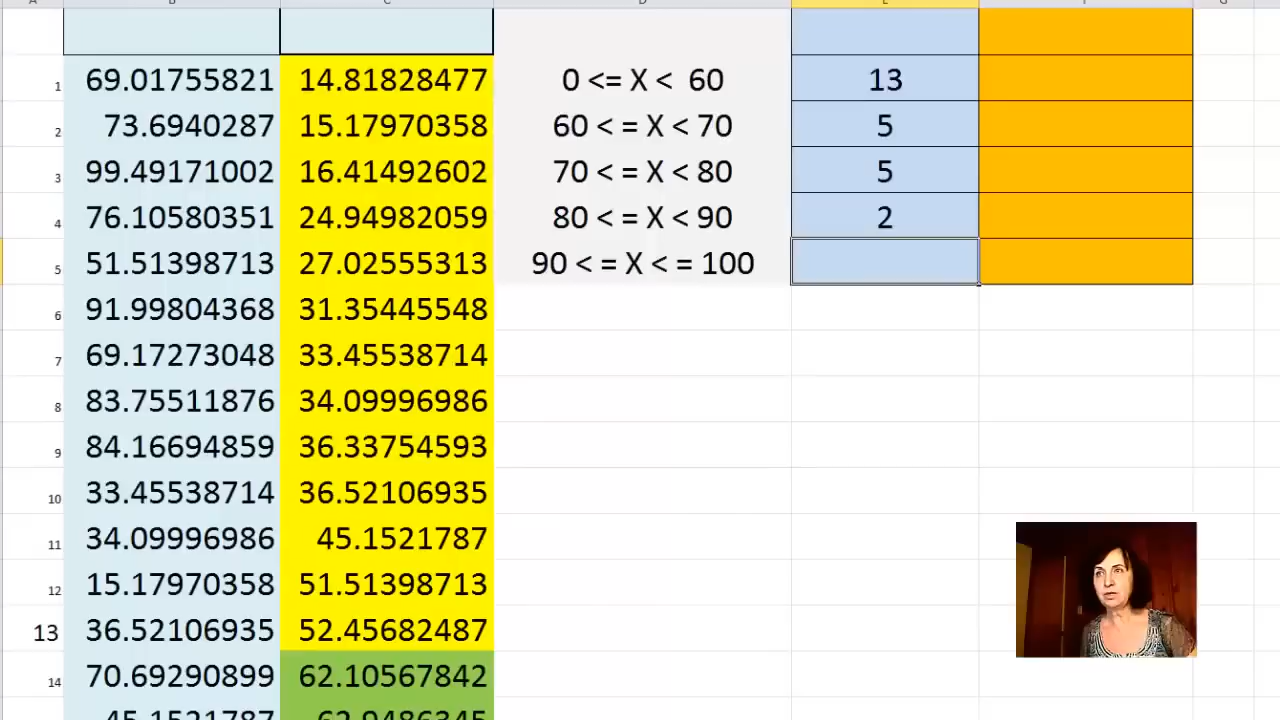 1 69.01755821 14.81828477 0 <= X < 60 13
2 73.6940287 15.17970358 60 < = X < 70 5
3 99.49171002 16.41492602 70 < = X < 80 5
4 76.10580351 24.94982059 80 < = X < 90 2
5 51.51398713 27.02555313 90 < = X < = 100
6 91.99804368 31.35445548
7 69.17273048 33.45538714
8 83.75511876 34.09996986
9 84.16694859 36.33754593
10 33.45538714 36.52106935
11 34.09996986 45.1521787
12 15.17970358 51.51398713
13 36.52106935 52.45682487
14 70.69290899 62.10567842
45.1521787 62.9486345